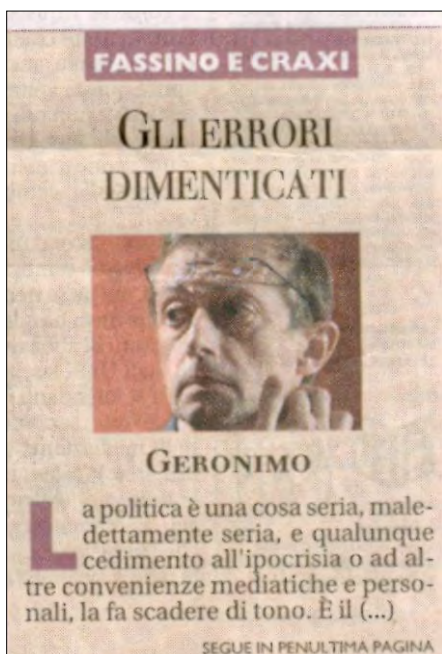 FASSINO E CRAXI
GLI ERRORI
DIMENTICATI
GERONIMO
La politica è una cosa seria, male-
dettamente seria, e qualunque
cedimento all'ipocrisia o ad al-
tre convenienze mediatiche e perso-
nali, la fa scadere di tono. È il (...)
SEGUE IN PENULTIMA PAGINA